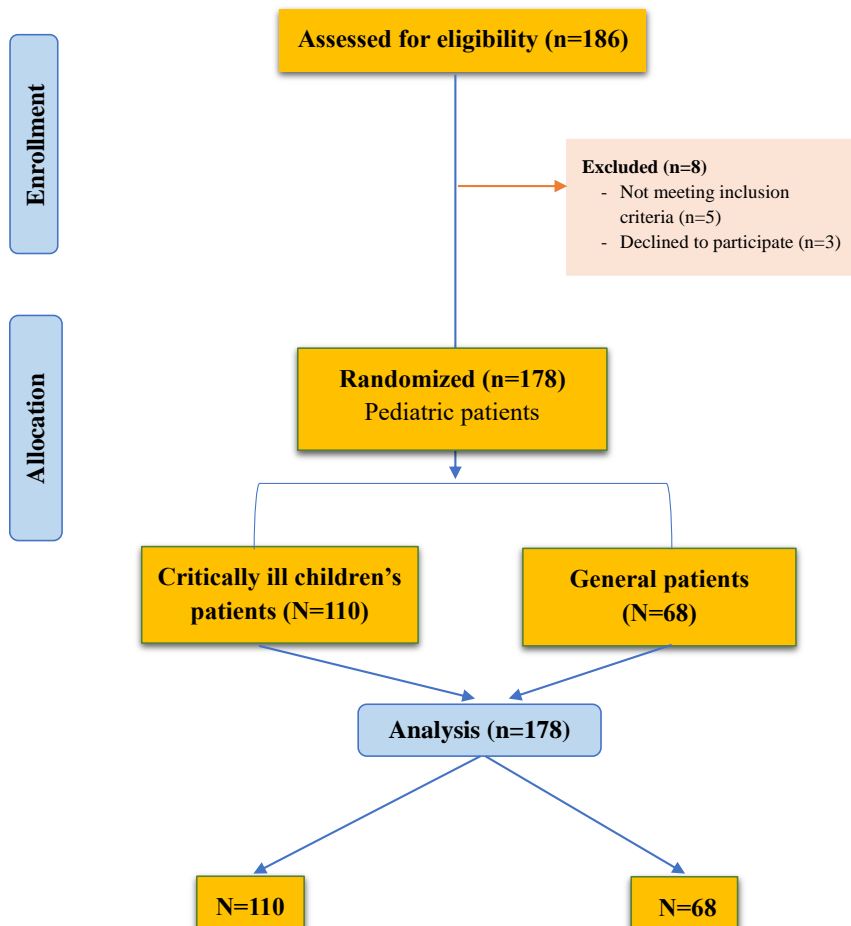 Assessed for eligibility (n=186)
Enrollment
Excluded (n=8)
- Not meeting inclusion
criteria (n=5)
- Declined to participate (n=3)
Allocation
Randomized (n=178)
Pediatric patients
Critically ill children’s
patients (N=110)
General patients
(N=68)
Analysis (n=178)
N=110
N=68